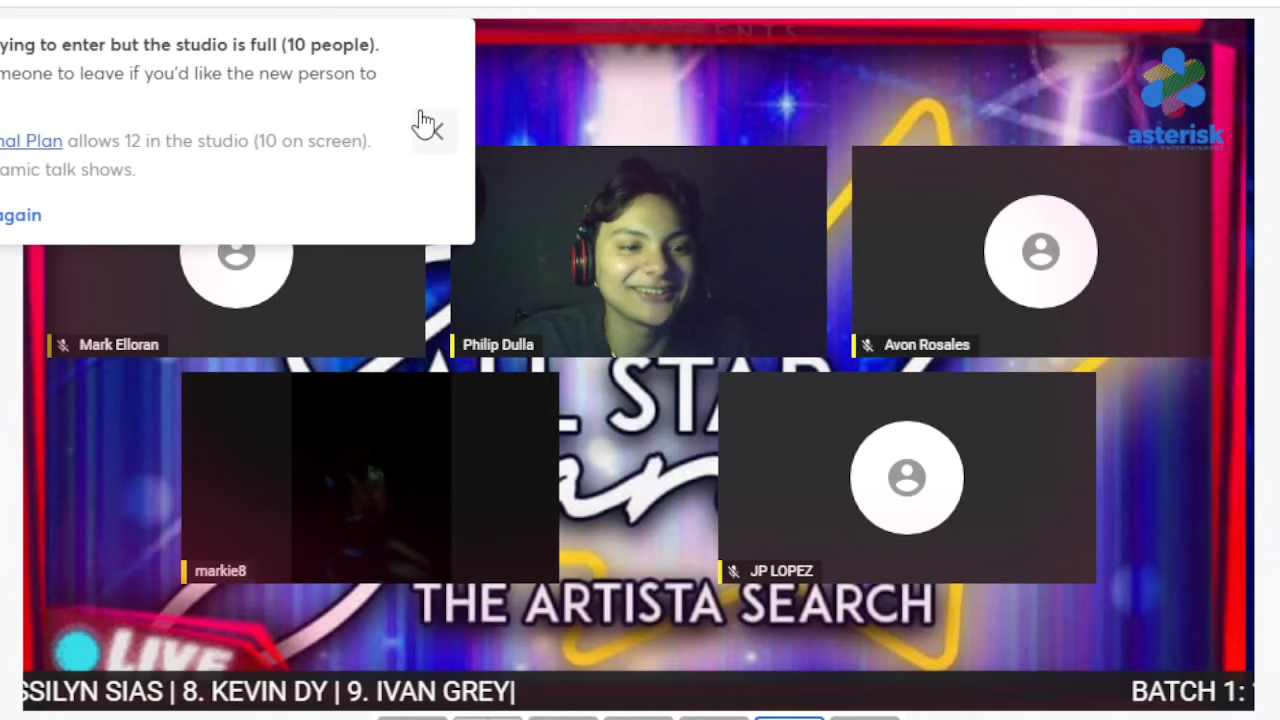 ying to enter but the studio is full (10 people).
meone to leave if you'd like the new person to
nal Plan allows 12 in the studio (10 on screen).
amic talk shows.
again
asterisk
DIGITAL ENTERTAINMENT
Mark Elloran
Philip Dulla
Avon Rosales
markie8
JP LOPEZ
THE ARTISTA SEARCH
LIVE
SSILYN SIAS | 8. KEVIN DY | 9. IVAN GREY|
BATCH 1: